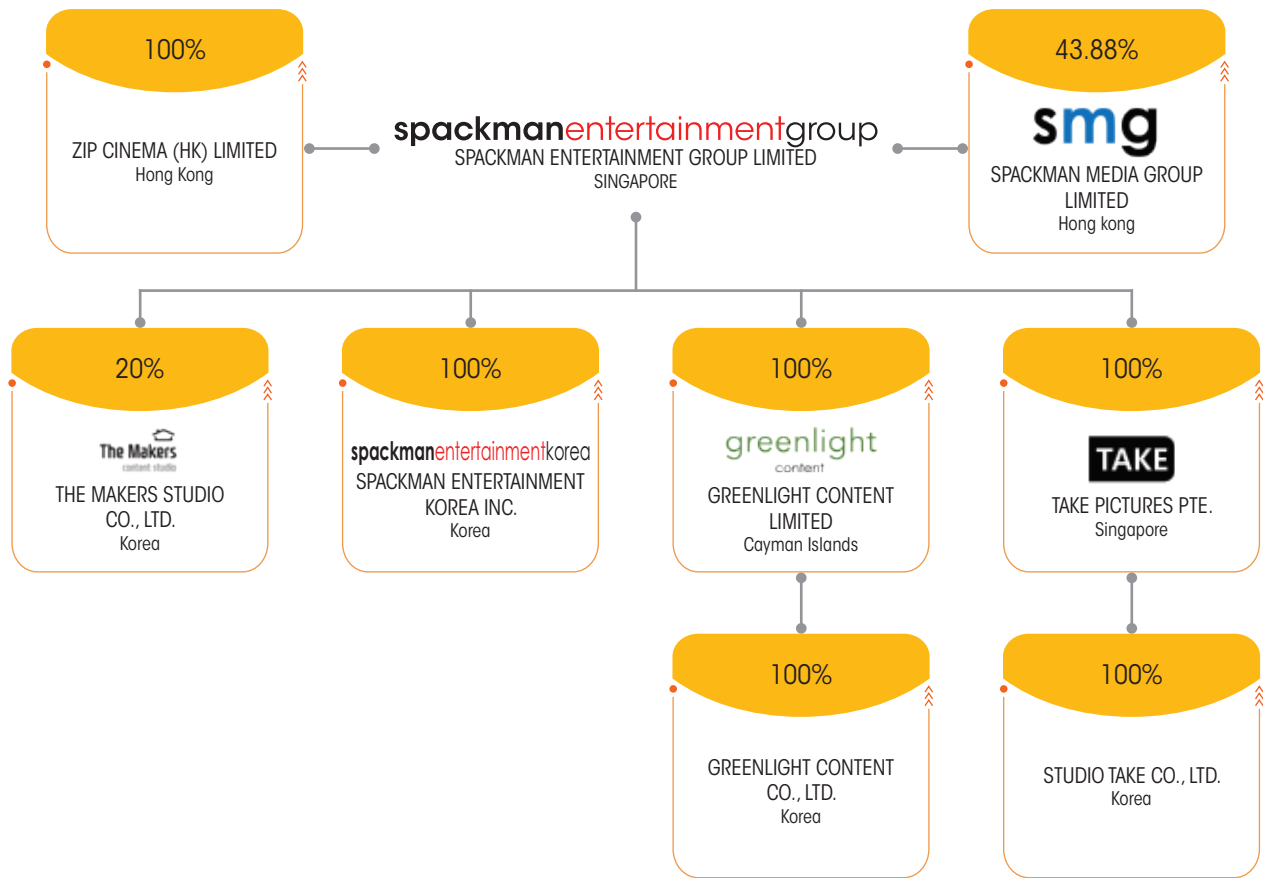 100%
ZIP CINEMA (HK) LIMITED
Hong Kong
spackmanentertainmentgroup
SPACKMAN ENTERTAINMENT GROUP LIMITED
SINGAPORE
43.88%
smg
SPACKMAN MEDIA GROUP
LIMITED
Hong kong
20%
The Makers
content studio
THE MAKERS STUDIO
CO., LTD.
Korea
100%
spackmanentertainmentkorea
SPACKMAN ENTERTAINMENT
KOREA INC.
Korea
100%
greenlight
content
GREENLIGHT CONTENT
LIMITED
Cayman Islands
100%
TAKE
TAKE PICTURES PTE.
Singapore
100%
GREENLIGHT CONTENT
CO., LTD.
Korea
100%
STUDIO TAKE CO., LTD.
Korea